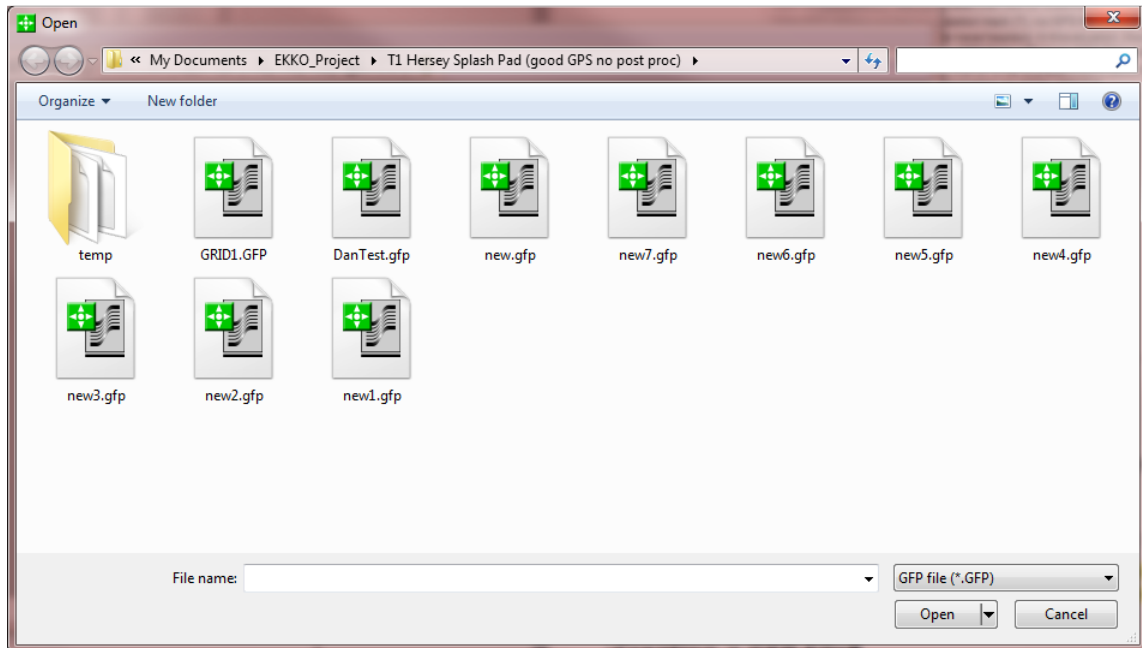 Open
« My Documents ▸ EKKO_Project ▸ T1 Hersey Splash Pad (good GPS no post proc) ▸
Organize New folder
temp GRID1.GFP DanTest.gfp new.gfp new7.gfp new6.gfp new5.gfp new4.gfp
new3.gfp new2.gfp new1.gfp
File name: GFP file (*.GFP)
Open Cancel